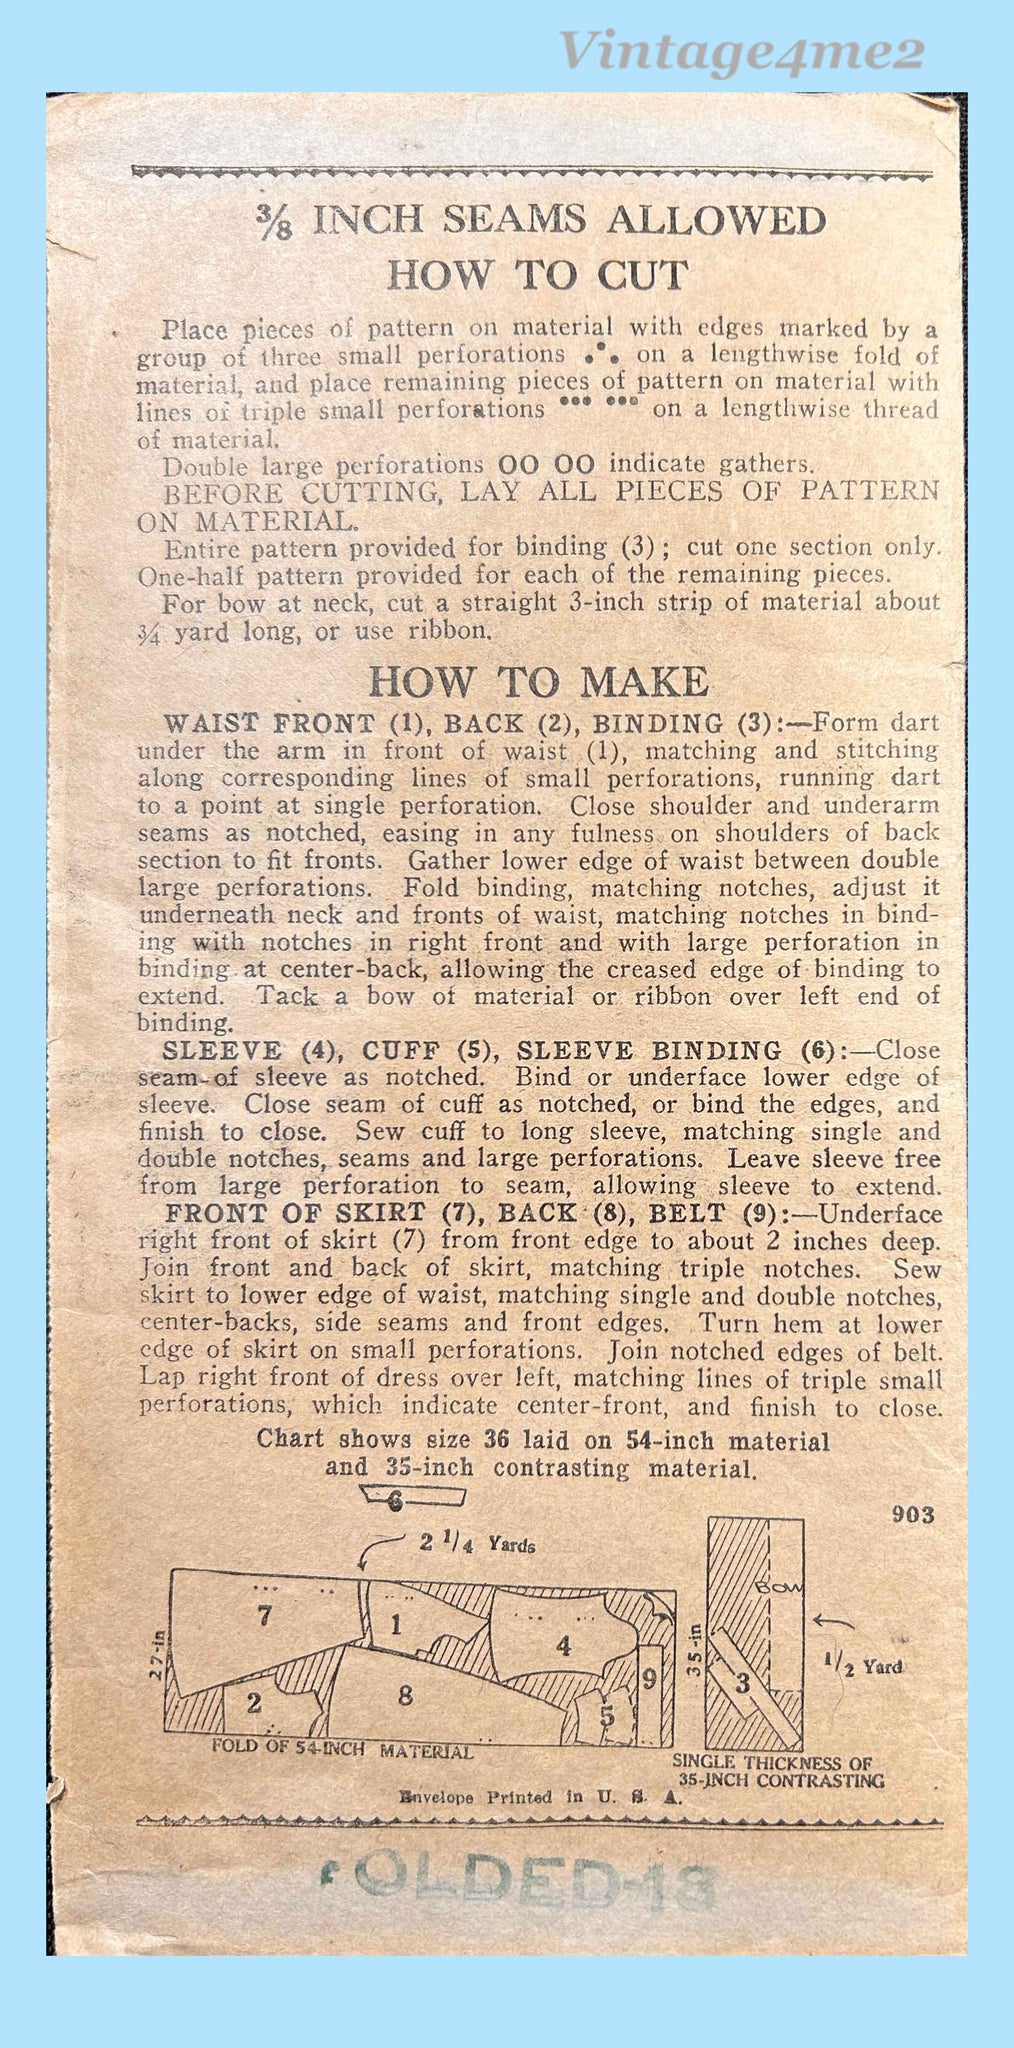 Vintage4me2
3/8 INCH SEAMS ALLOWED
HOW TO CUT
Place pieces of pattern on material with edges marked by a
group of three small perforations ⸫ on a lengthwise fold of
material, and place remaining pieces of pattern on material with
lines of triple small perforations ••• ••• on a lengthwise thread
of material.
Double large perforations OO OO indicate gathers.
BEFORE CUTTING, LAY ALL PIECES OF PATTERN
ON MATERIAL.
Entire pattern provided for binding (3); cut one section only.
One-half pattern provided for each of the remaining pieces.
For bow at neck, cut a straight 3-inch strip of material about
3/4 yard long, or use ribbon.
HOW TO MAKE
WAIST FRONT (1), BACK (2), BINDING (3):—Form dart
under the arm in front of waist (1), matching and stitching
along corresponding lines of small perforations, running dart
to a point at single perforation. Close shoulder and underarm
seams as notched, easing in any fulness on shoulders of back
section to fit fronts. Gather lower edge of waist between double
large perforations. Fold binding, matching notches, adjust it
underneath neck and fronts of waist, matching notches in bind-
ing with notches in right front and with large perforation in
binding at center-back, allowing the creased edge of binding to
extend. Tack a bow of material or ribbon over left end of
binding.
SLEEVE (4), CUFF (5), SLEEVE BINDING (6):—Close
seam of sleeve as notched. Bind or underface lower edge of
sleeve. Close seam of cuff as notched, or bind the edges, and
finish to close. Sew cuff to long sleeve, matching single and
double notches, seams and large perforations. Leave sleeve free
from large perforation to seam, allowing sleeve to extend.
FRONT OF SKIRT (7), BACK (8), BELT (9):—Underface
right front of skirt (7) from front edge to about 2 inches deep.
Join front and back of skirt, matching triple notches. Sew
skirt to lower edge of waist, matching single and double notches,
center-backs, side seams and front edges. Turn hem at lower
edge of skirt on small perforations. Join notched edges of belt.
Lap right front of dress over left, matching lines of triple small
perforations, which indicate center-front, and finish to close.
Chart shows size 36 laid on 54-inch material
and 35-inch contrasting material.
6
903
2 1/4 Yards
27-in
7
1
4
9
2
8
5
FOLD OF 54-INCH MATERIAL
35-in
BOW
3
1/2 Yard
SINGLE THICKNESS OF
35-INCH CONTRASTING
Envelope Printed in U. S. A.
FOLDED-13